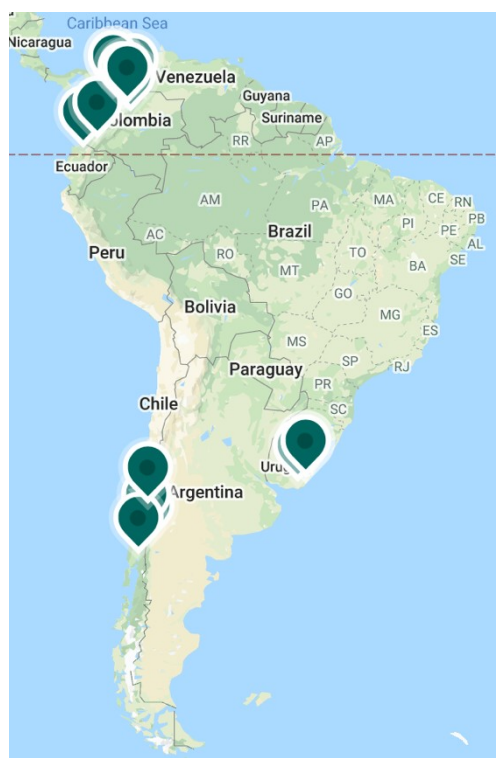 Caribbean Sea
Nicaragua
Venezuela
Guyana
olombia
Suriname
RR
AP
Ecuador
AM
PA
MA
CE
RN
Brazil
PI
PB
PE
AC
AL
Peru
RO
TO
SE
MT
BA
GO
Bolivia
MG
MS
ES
SP
Paraguay
RJ
PR
Chile
SC
Urug
Argentina